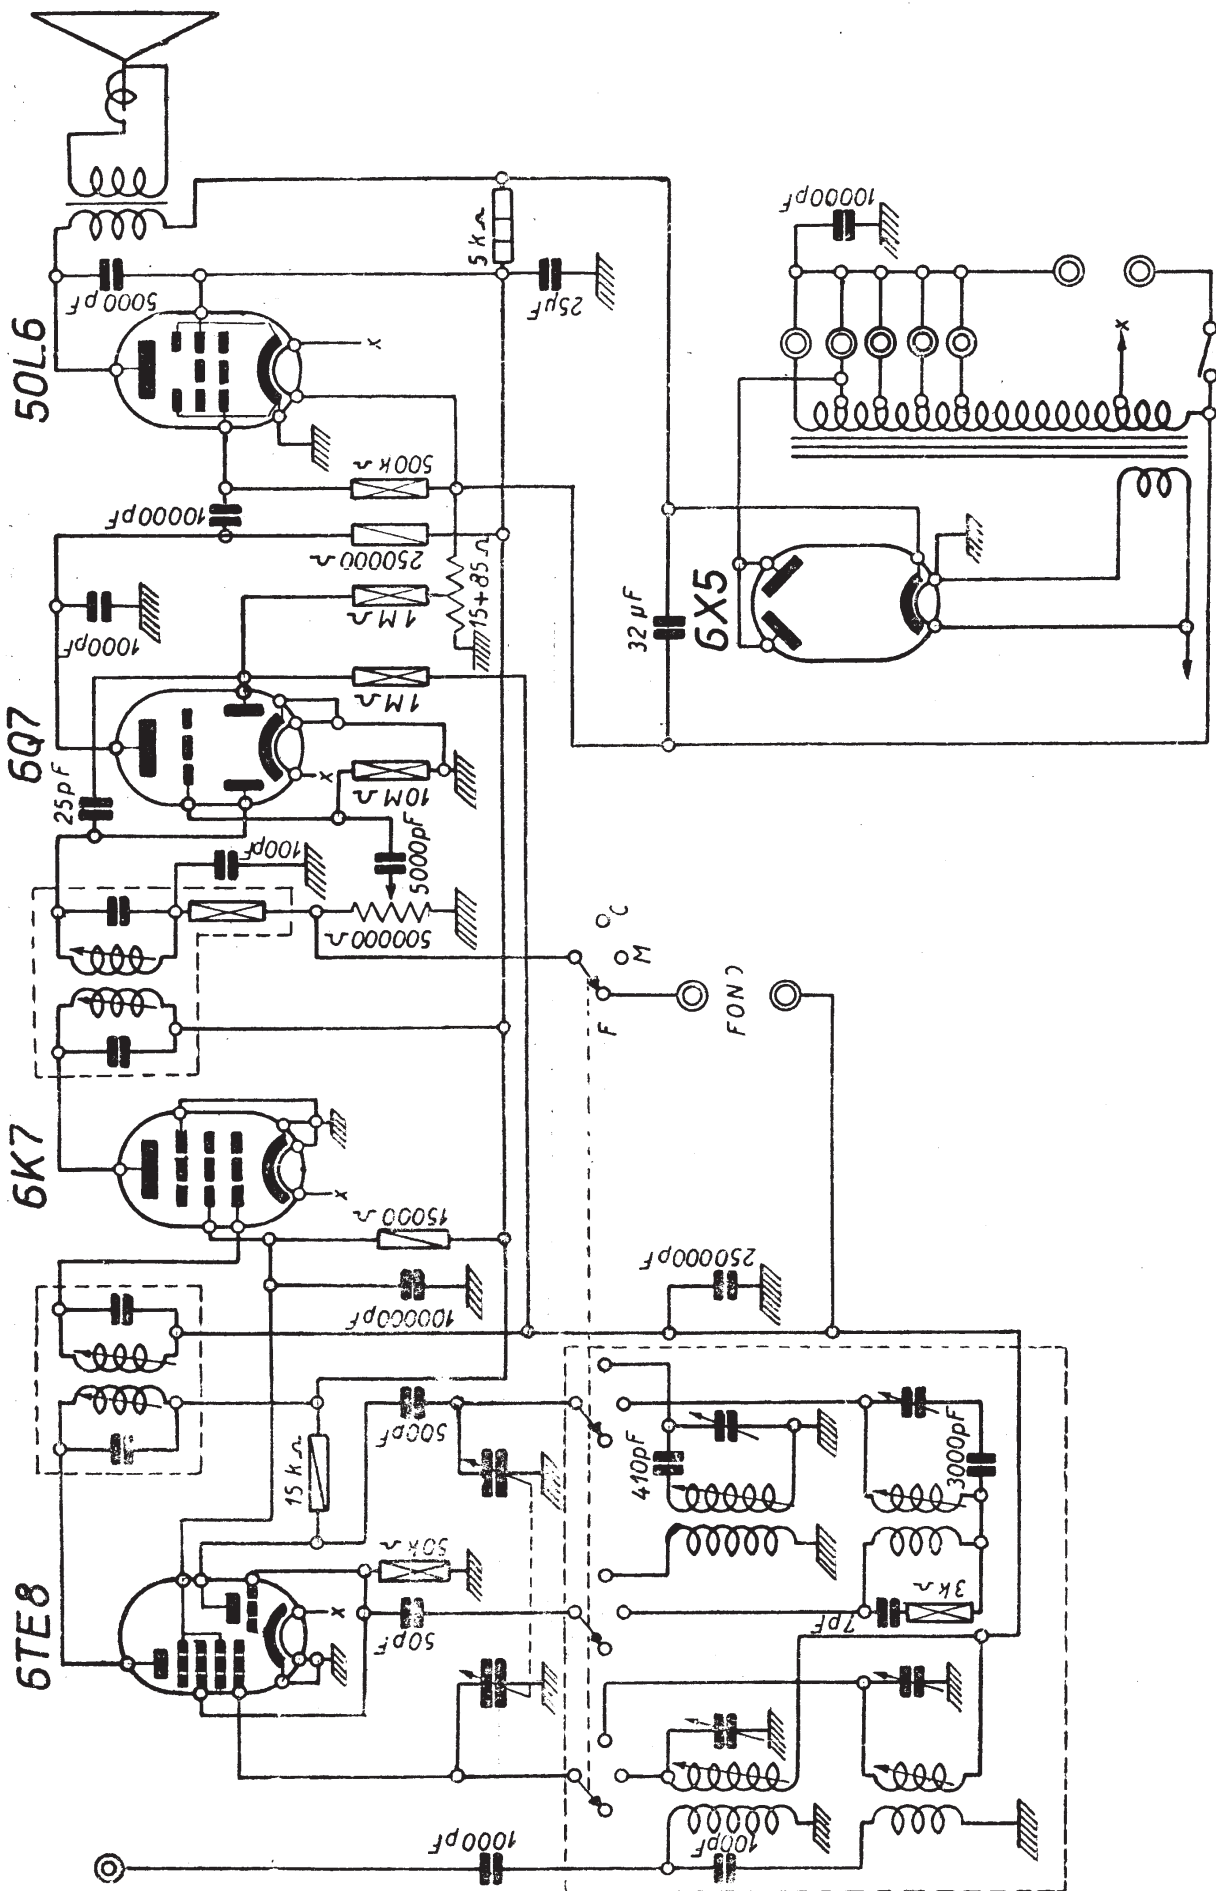 6TE8
6K7
6Q7
50L6
6X5
25pF
5000pF
1000pF
10000pF
100pF
500000Ω
5000pF
10MΩ
1MΩ
1MΩ
250000Ω
500kΩ
15+85Ω
5kΩ
25µF
32µF
10000pF
x
x
x
x
x
15kΩ
15000Ω
100000pF
500pF
50kΩ
50pF
250000pF
F
M
C
FONO
1000pF
100pF
410pF
3000pF
7pF
3kΩ